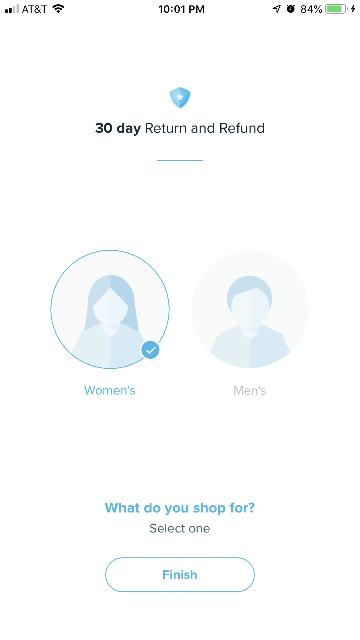 AT&T 10:01 PM 84%
30 day Return and Refund
Women's Men's
What do you shop for?
Select one
Finish